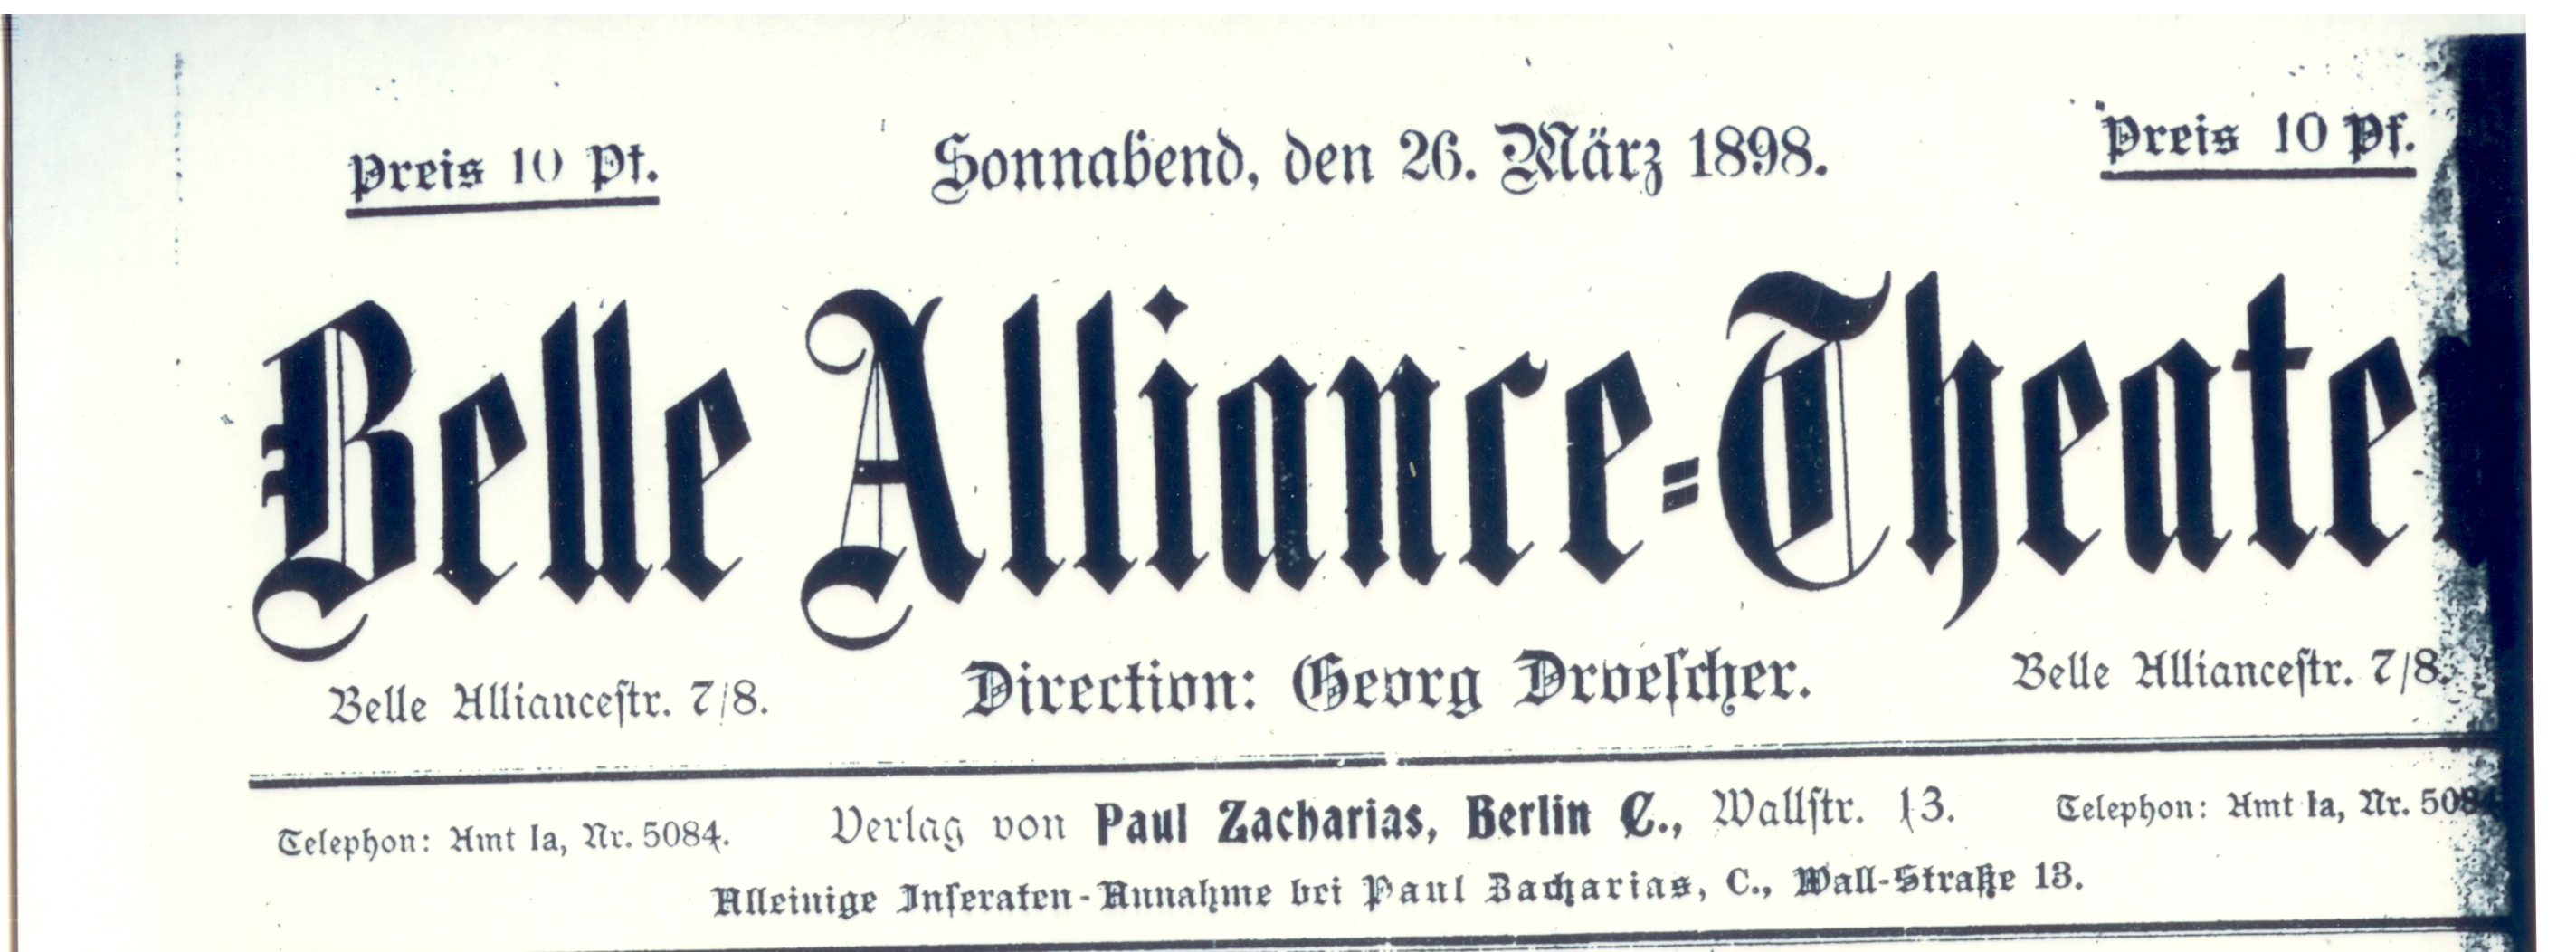 Preis 10 Pf. Sonnabend, den 26. März 1898. Preis 10 Pf.
Belle Alliance-Theater
Belle Alliancestr. 7/8. Direction: Georg Droescher. Belle Alliancestr. 7/8.
Telephon: Amt Ia, Nr. 5084. Verlag von Paul Zacharias, Berlin C., Wallstr. 13. Telephon: Amt Ia, Nr. 5084
Alleinige Inseraten-Annahme bei Paul Zacharias, C., Wall-Straße 13.